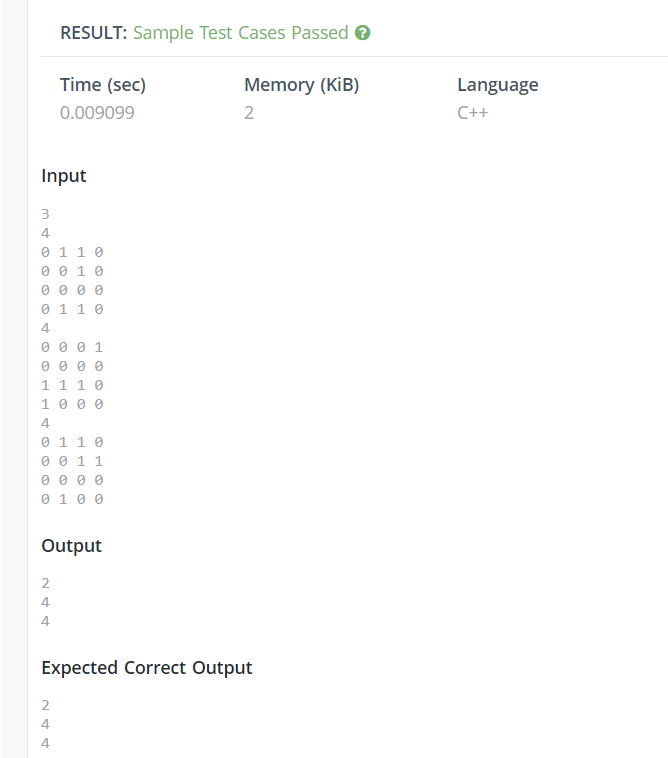 RESULT: Sample Test Cases Passed ?
Time (sec) Memory (KiB) Language
0.009099 2 C++
Input
3
4
0 1 1 0
0 0 1 0
0 0 0 0
0 1 1 0
4
0 0 0 1
0 0 0 0
1 1 1 0
1 0 0 0
4
0 1 1 0
0 0 1 1
0 0 0 0
0 1 0 0
Output
2
4
4
Expected Correct Output
2
4
4